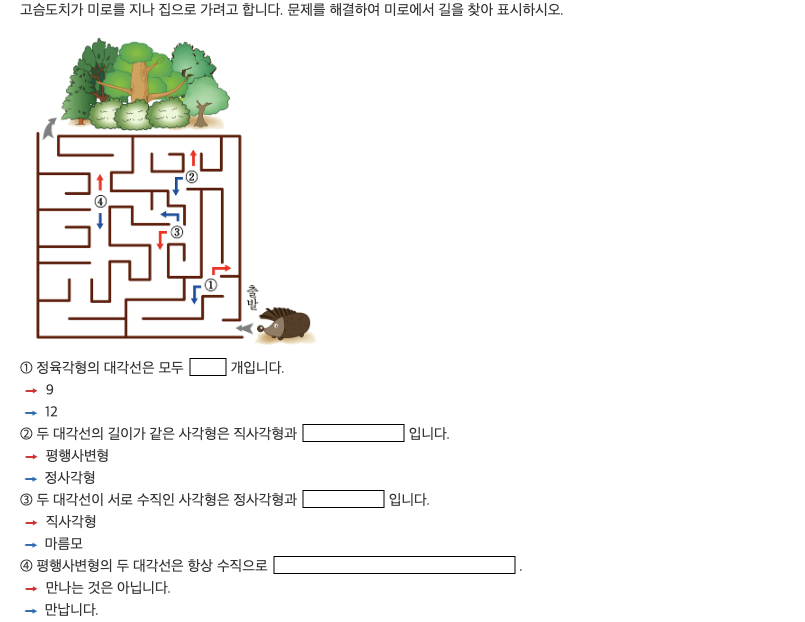 고슴도치가 미로를 지나 집으로 가려고 합니다. 문제를 해결하여 미로에서 길을 찾아 표시하시오.
②
④
③
①
출발
① 정육각형의 대각선은 모두 개입니다.
→ 9
→ 12
② 두 대각선의 길이가 같은 사각형은 직사각형과 입니다.
→ 평행사변형
→ 정사각형
③ 두 대각선이 서로 수직인 사각형은 정사각형과 입니다.
→ 직사각형
→ 마름모
④ 평행사변형의 두 대각선은 항상 수직으로 .
→ 만나는 것은 아닙니다.
→ 만납니다.